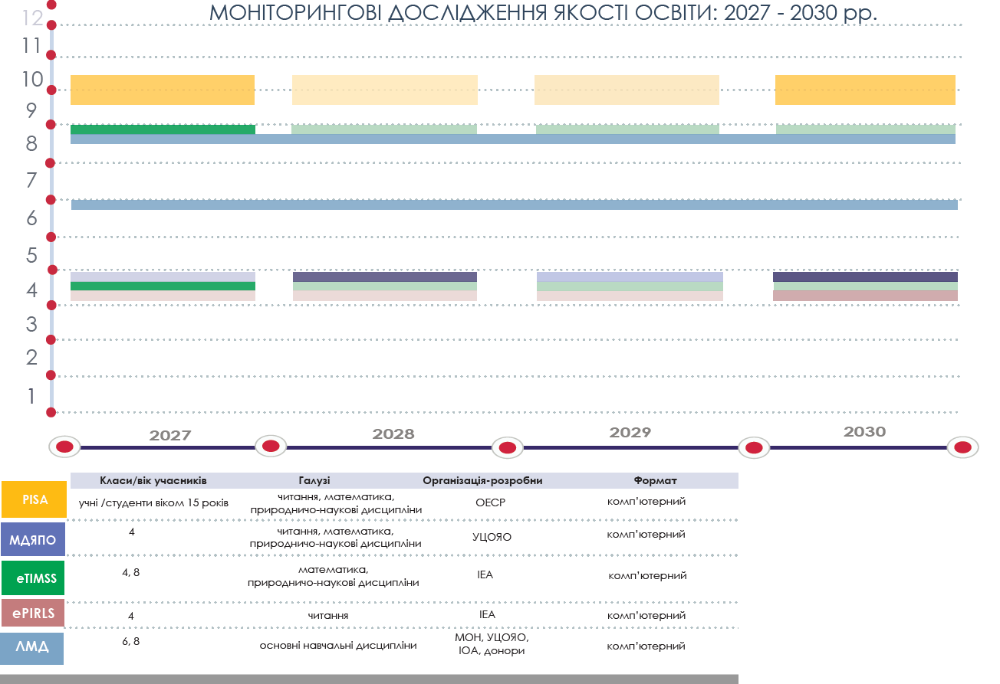 МОНІТОРИНГОВІ ДОСЛІДЖЕННЯ ЯКОСТІ ОСВІТИ: 2027 - 2030 рр.
12
11
10
9
8
7
6
5
4
3
2
1
2027 2028 2029 2030
Класи/вік учасників Галузі Організація-розробни Формат
PISA учні /студенти віком 15 років читання, математика, природничо-наукові дисципліни ОЕСР комп’ютерний
МДЯПО 4 читання, математика, природничо-наукові дисципліни УЦОЯО комп’ютерний
eTIMSS 4, 8 математика, природничо-наукові дисципліни IEA комп’ютерний
ePIRLS 4 читання IEA комп’ютерний
ЛМД 6, 8 основні навчальні дисципліни МОН, УЦОЯО, ІОА, донори комп’ютерний